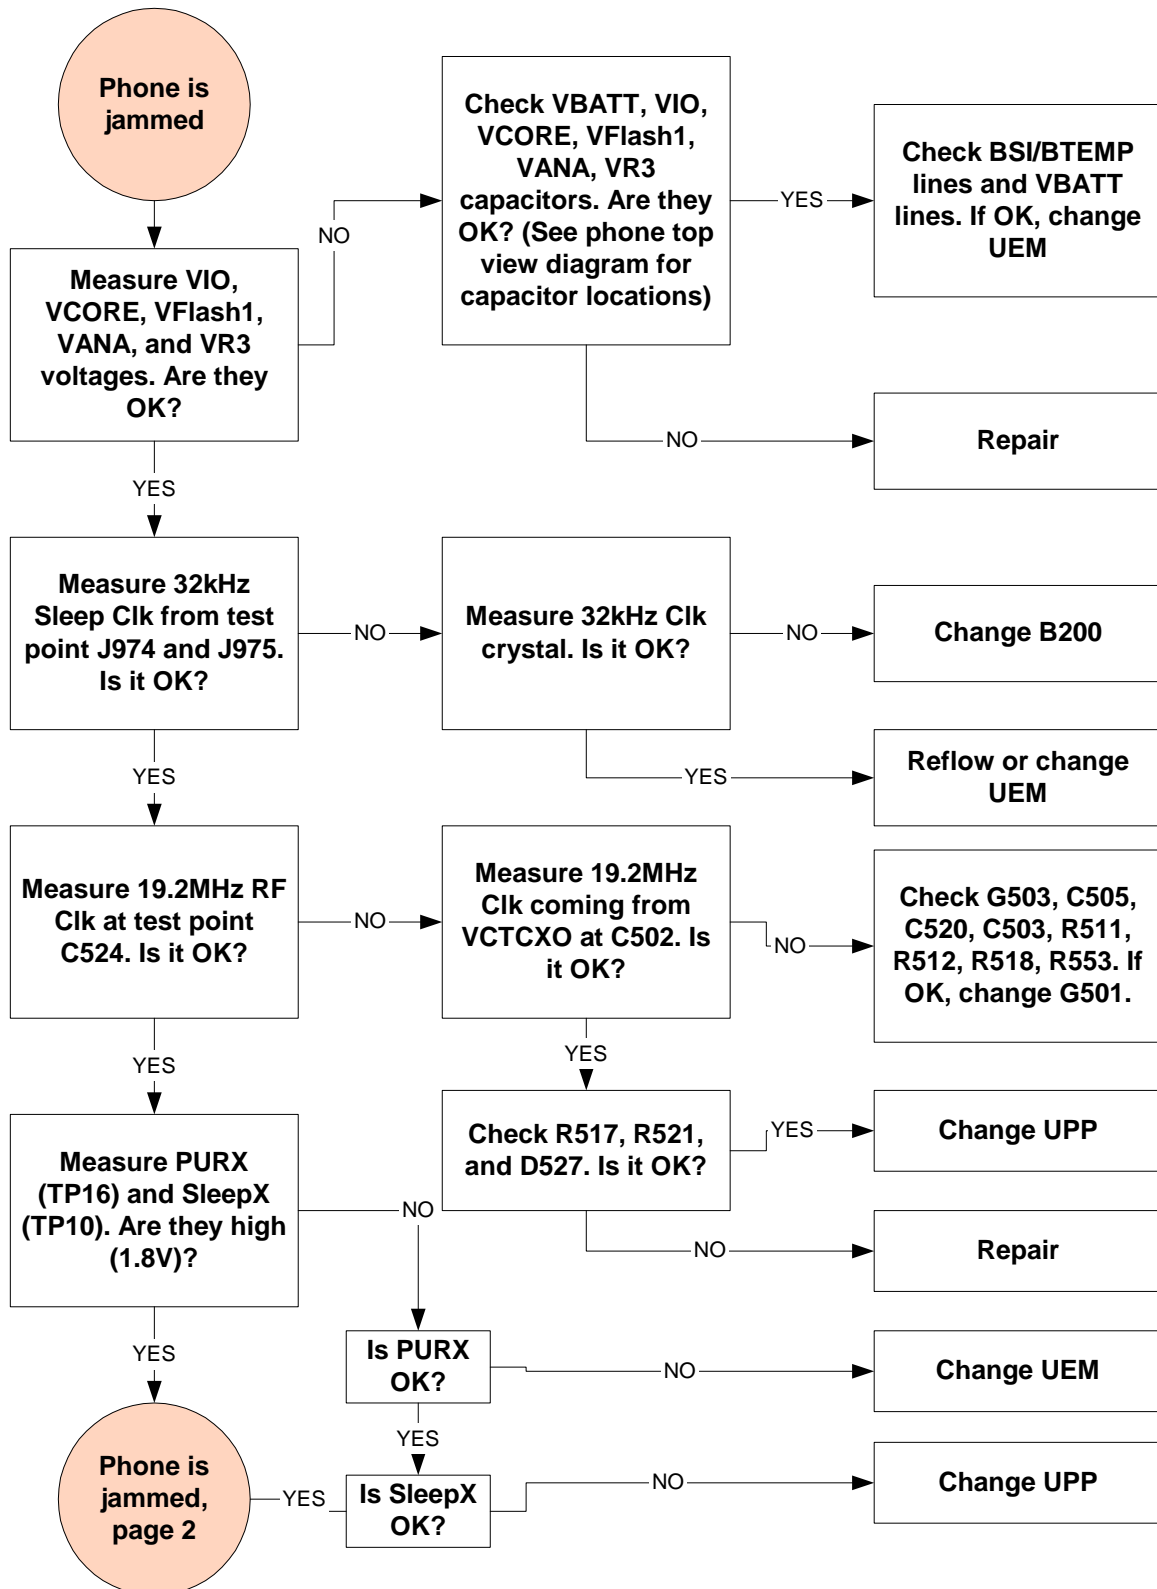 Phone is
jammed
Check VBATT, VIO,
VCORE, VFlash1,
VANA, VR3
capacitors. Are they
OK? (See phone top
view diagram for
capacitor locations)
YES
Check BSI/BTEMP
lines and VBATT
lines. If OK, change
UEM
NO
Measure VIO,
VCORE, VFlash1,
VANA, and VR3
voltages. Are they
OK?
NO
Repair
YES
Measure 32kHz
Sleep Clk from test
point J974 and J975.
Is it OK?
NO
Measure 32kHz Clk
crystal. Is it OK?
NO
Change B200
YES
YES
Reflow or change
UEM
Measure 19.2MHz RF
Clk at test point
C524. Is it OK?
NO
Measure 19.2MHz
Clk coming from
VCTCXO at C502. Is
it OK?
NO
Check G503, C505,
C520, C503, R511,
R512, R518, R553. If
OK, change G501.
YES
YES
Measure PURX
(TP16) and SleepX
(TP10). Are they high
(1.8V)?
NO
Check R517, R521,
and D527. Is it OK?
YES
Change UPP
NO
Repair
YES
Is PURX
OK?
NO
Change UEM
YES
Phone is
jammed,
page 2
YES
Is SleepX
OK?
NO
Change UPP